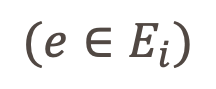 (e ∈ E_i)